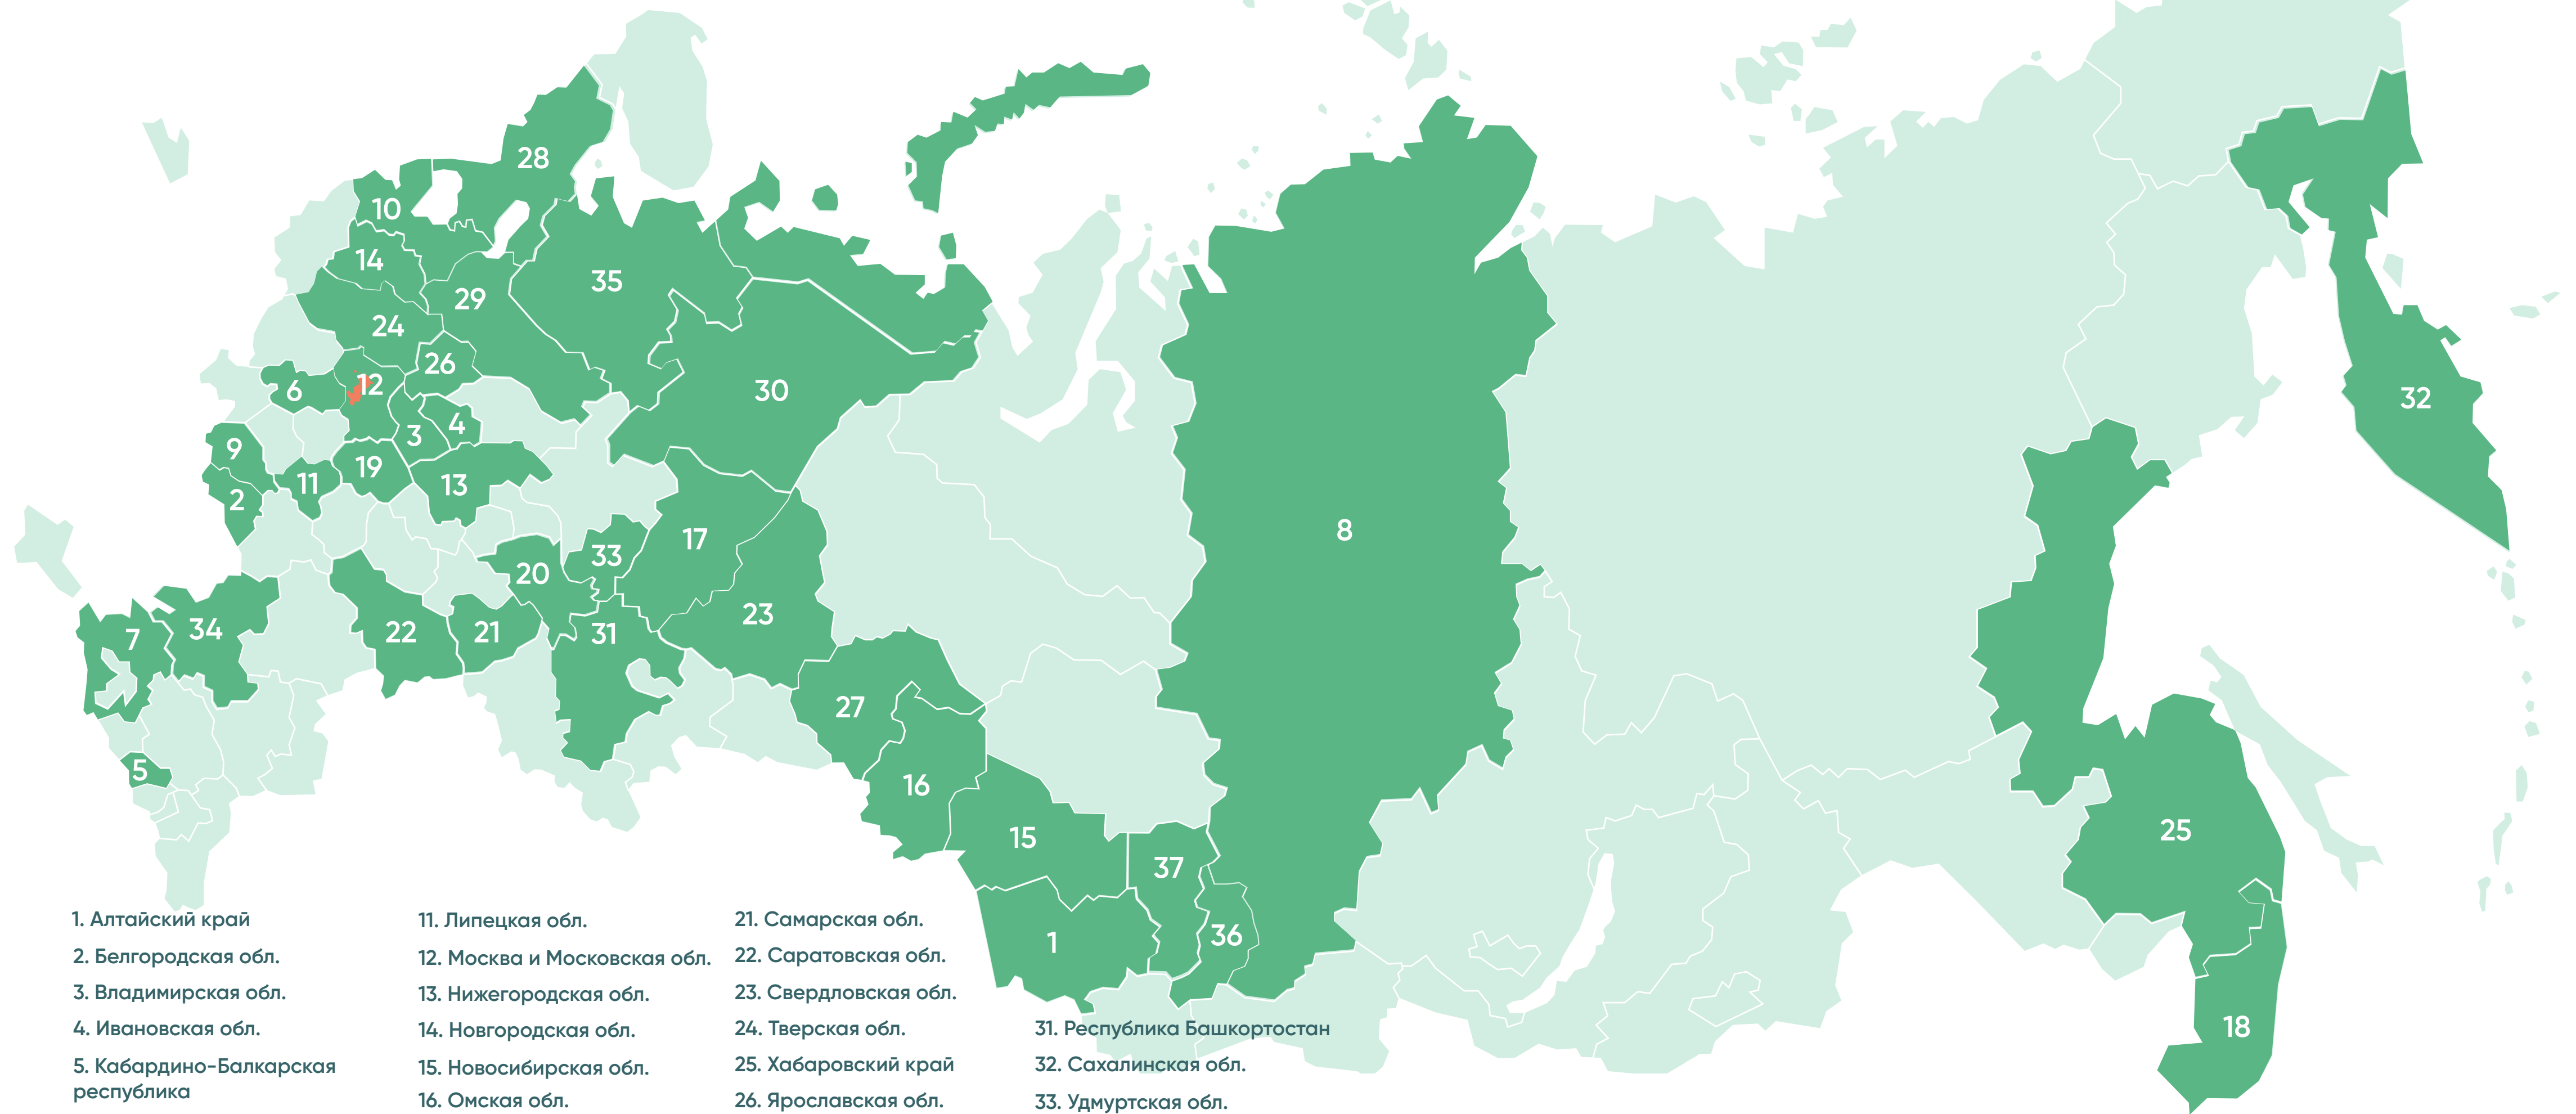 28
10
14
35
29
24
26
12
6
30
3
4
32
9
19
11
13
2
8
17
33
20
23
7
34
22
21
31
27
16
15
25
37
1
36
18
1. Алтайский край
2. Белгородская обл.
3. Владимирская обл.
4. Ивановская обл.
5
5. Кабардино-Балкарская
республика
11. Липецкая обл.
12. Москва и Московская обл.
13. Нижегородская обл.
14. Новгородская обл.
15. Новосибирская обл.
16. Омская обл.
21. Самарская обл.
22. Саратовская обл.
23. Свердловская обл.
24. Тверская обл.
25. Хабаровский край
26. Ярославская обл.
31. Республика Башкортостан
32. Сахалинская обл.
33. Удмуртская обл.